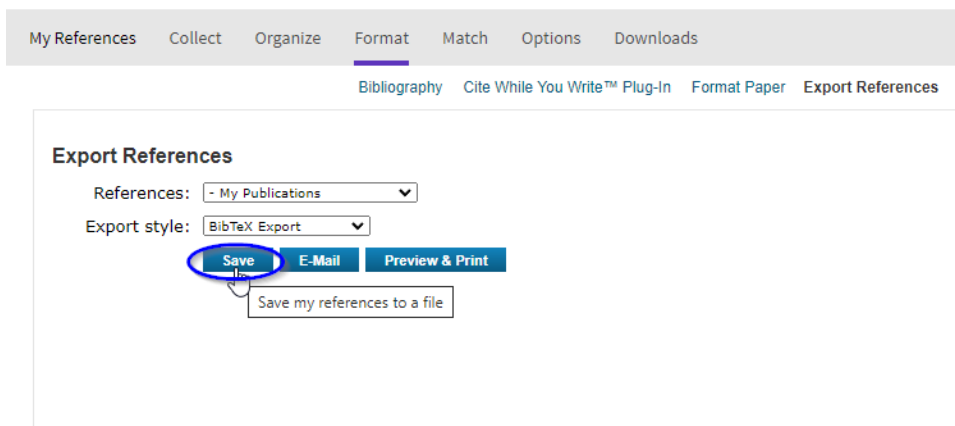 My References Collect Organize Format Match Options Downloads
Bibliography Cite While You Write™ Plug-In Format Paper Export References
Export References
References: - My Publications
Export style: BibTeX Export
Save E-Mail Preview & Print
Save my references to a file